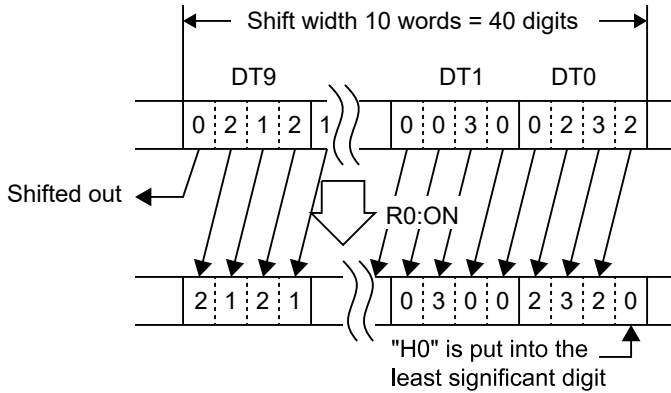 Shift width 10 words = 40 digits
DT9 DT1 DT0
0 2 1 2 1 0 0 3 0 0 2 3 2
Shifted out
R0:ON
2 1 2 1 0 3 0 0 2 3 2 0
"H0" is put into the
least significant digit